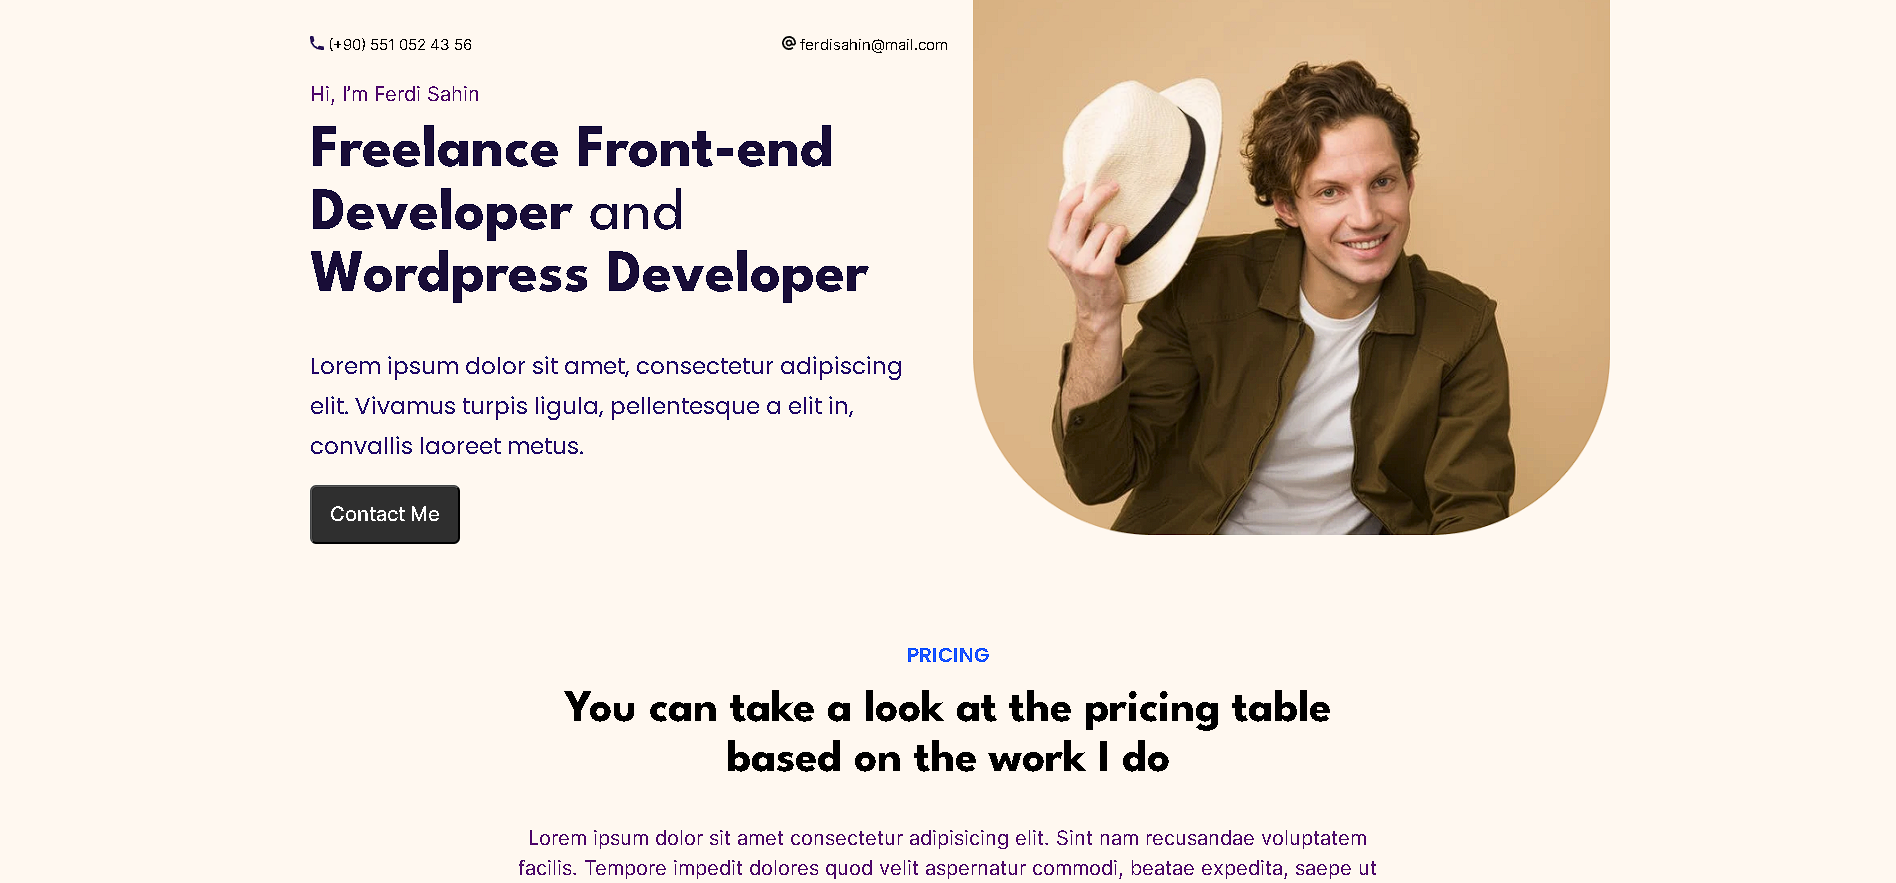 (+90) 551 052 43 56
ferdisahin@mail.com
Hi, I'm Ferdi Sahin
Freelance Front-end
Developer and
Wordpress Developer
Lorem ipsum dolor sit amet, consectetur adipiscing
elit. Vivamus turpis ligula, pellentesque a elit in,
convallis laoreet metus.
Contact Me
PRICING
You can take a look at the pricing table
based on the work I do
Lorem ipsum dolor sit amet consectetur adipisicing elit. Sint nam recusandae voluptatem
facilis. Tempore impedit dolores quod velit aspernatur commodi, beatae expedita, saepe ut